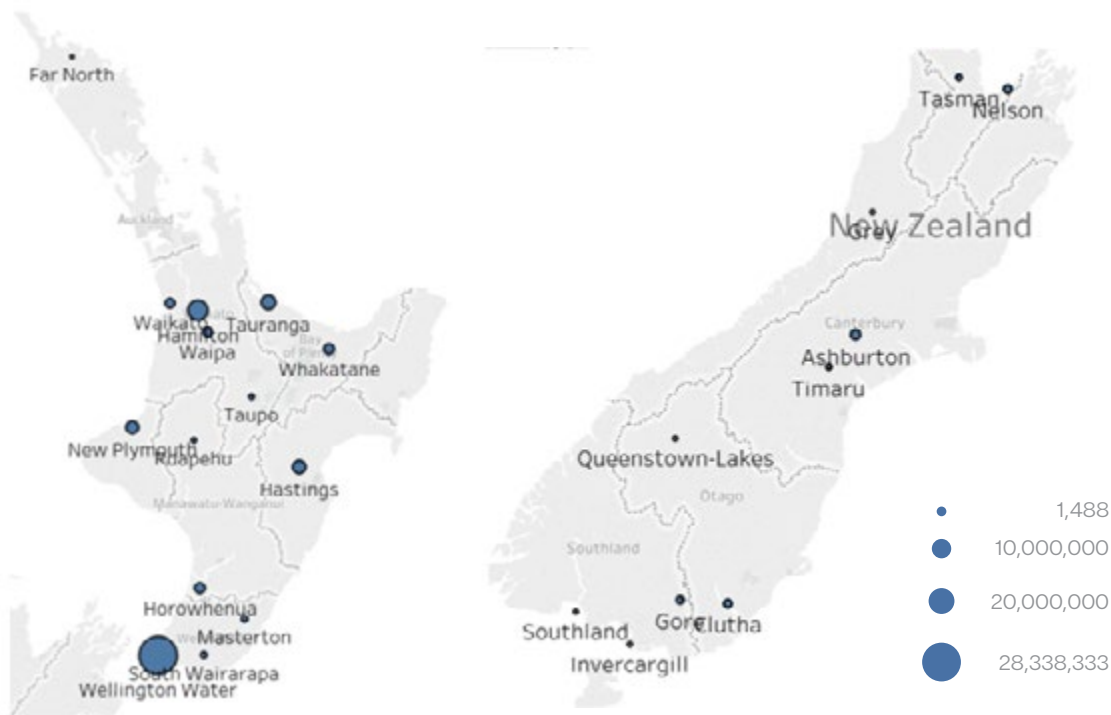 Far North
Auckland
Waikato
Hamilton
Waipa
Tauranga
Bay
of Plenty
Whakatane
Taupo
New Plymouth
Ruapehu
Hastings
Manawatu-Wanganui
Horowhenua
Masterton
South Wairarapa
Wellington Water
Tasman
Nelson
New Zealand
Grey
Canterbury
Ashburton
Timaru
Queenstown-Lakes
Otago
Southland
Gore
Clutha
Southland
Invercargill
1,488
10,000,000
20,000,000
28,338,333